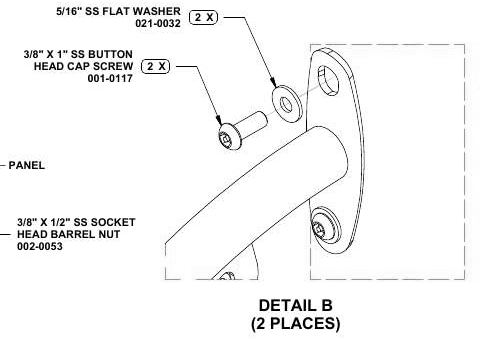 5/16" SS FLAT WASHER
021-0032
2 X
3/8" X 1" SS BUTTON
HEAD CAP SCREW
001-0117
2 X
PANEL
3/8" X 1/2" SS SOCKET
HEAD BARREL NUT
002-0053
DETAIL B
(2 PLACES)